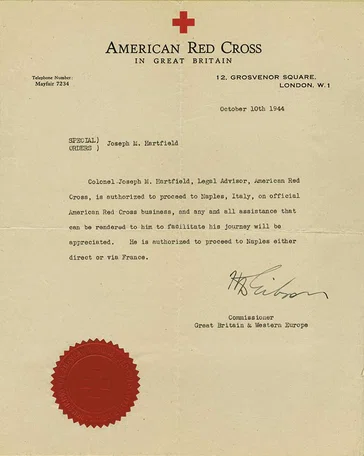 AMERICAN RED CROSS
IN GREAT BRITAIN
Telephone Number:
Mayfair 7234
12, GROSVENOR SQUARE,
LONDON, W.1
October 10th 1944
SPECIAL)
ORDERS )
Joseph M. Hartfield
Colonel Joseph M. Hartfield, Legal Advisor, American Red
Cross, is authorized to proceed to Naples, Italy, on official
American Red Cross business, and any and all assistance that
can be rendered to him to facilitate his journey will be
appreciated. He is authorized to proceed to Naples either
direct or via France.
HD Gibson
Commissioner
Great Britain & Western Europe